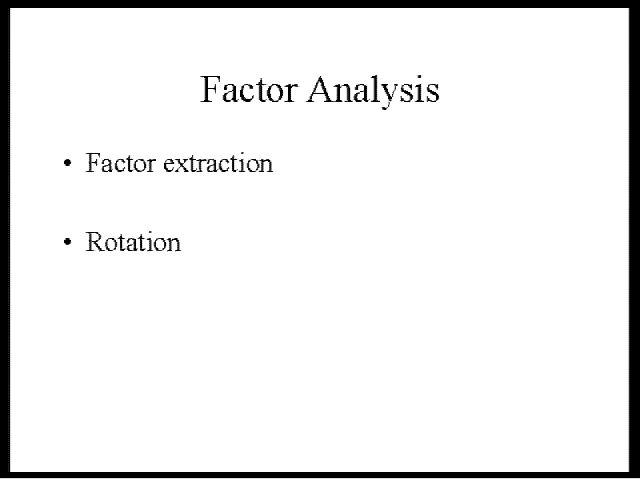 Factor Analysis
• Factor extraction
• Rotation